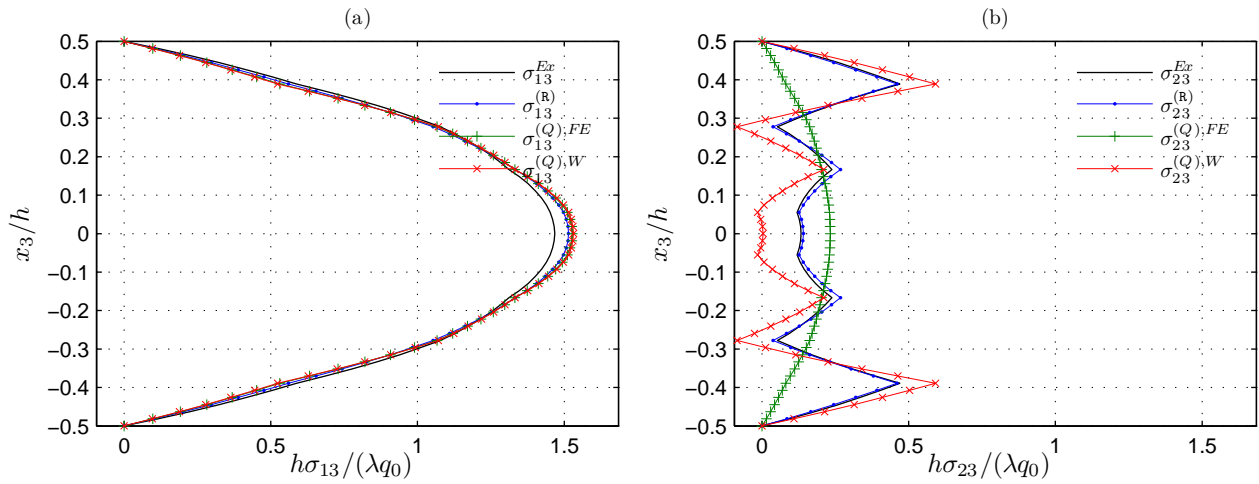 (a)
0.5
0.4
0.3
0.2
0.1
0
−0.1
−0.2
−0.3
−0.4
−0.5
x₃/h
σ₁₃^{Ex}
σ₁₃^{(R)}
σ₁₃^{(Q),FE}
σ₁₃^{(Q),W}
0 0.5 1 1.5
hσ₁₃/(λq₀)
(b)
0.5
0.4
0.3
0.2
0.1
0
−0.1
−0.2
−0.3
−0.4
−0.5
x₃/h
σ₂₃^{Ex}
σ₂₃^{(R)}
σ₂₃^{(Q),FE}
σ₂₃^{(Q),W}
0 0.5 1 1.5
hσ₂₃/(λq₀)